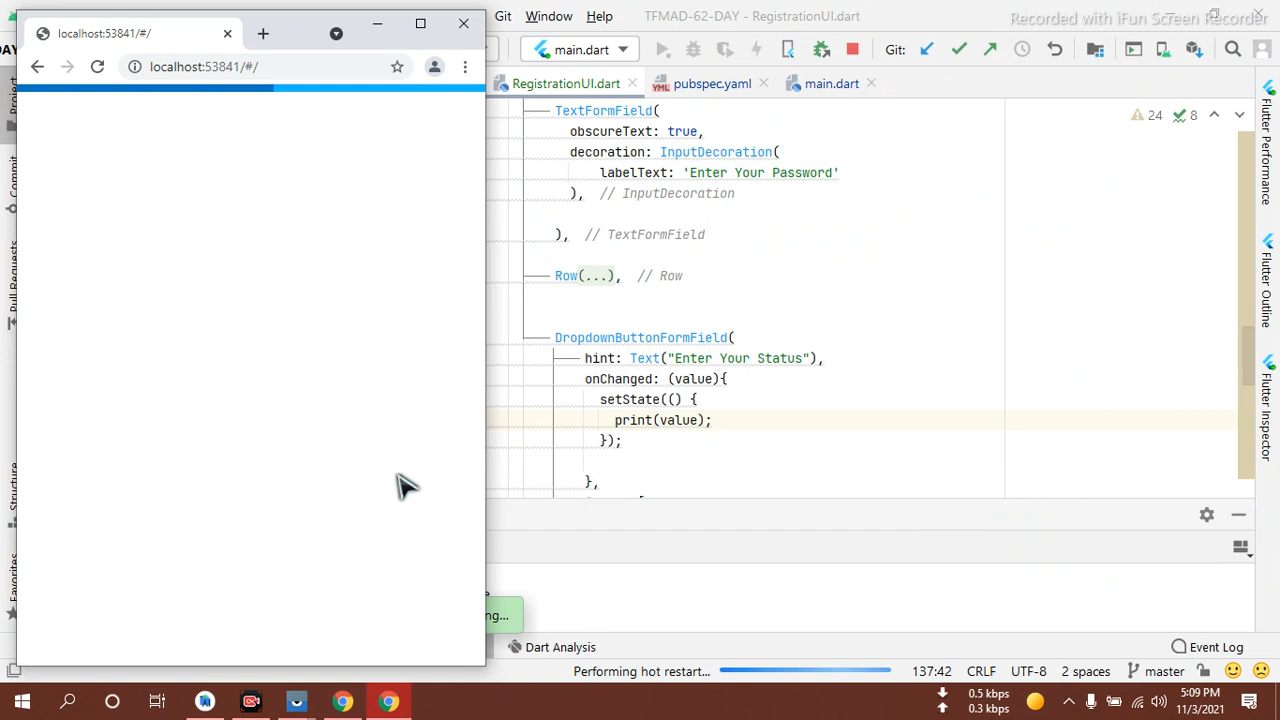 localhost:53841/#/
Git Window Help TFMAD-62-DAY - RegistrationUI.dart
Recorded with iFun Screen Recorder
DAY
main.dart
Git:
localhost:53841/#/
RegistrationUI.dart
YML pubspec.yaml
main.dart
TextFormField(
24 8
obscureText: true,
decoration: InputDecoration(
labelText: 'Enter Your Password'
), // InputDecoration
), // TextFormField
Row(...), // Row
DropdownButtonFormField(
hint: Text("Enter Your Status"),
onChanged: (value){
setState(() {
print(value);
});
},
Project
Commit
Pull Requests
Structure
Favorites
Flutter Performance
Flutter Outline
Flutter Inspector
ng...
Dart Analysis
Event Log
Performing hot restart...
137:42 CRLF UTF-8 2 spaces master
0.5 kbps
0.3 kbps
5:09 PM
11/3/2021